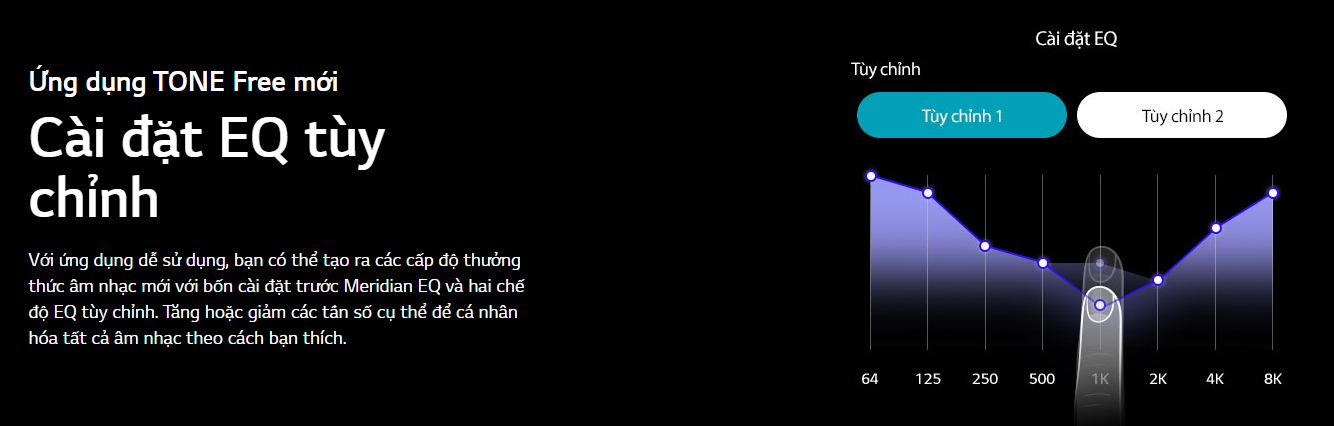 Ứng dụng TONE Free mới
Cài đặt EQ tùy
chỉnh
Với ứng dụng dễ sử dụng, bạn có thể tạo ra các cấp độ thưởng
thức âm nhạc mới với bốn cài đặt trước Meridian EQ và hai chế
độ EQ tùy chỉnh. Tăng hoặc giảm các tần số cụ thể để cá nhân
hóa tất cả âm nhạc theo cách bạn thích.
Cài đặt EQ
Tùy chỉnh
Tùy chỉnh 1 Tùy chỉnh 2
64 125 250 500 1K 2K 4K 8K